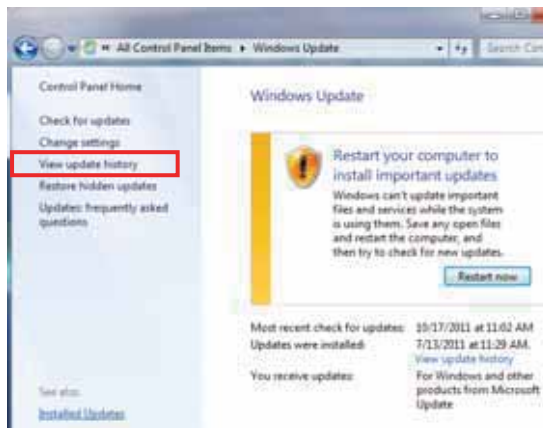 « All Control Panel Items ▸ Windows Update
Search Con
Control Panel Home
Check for updates
Change settings
View update history
Restore hidden updates
Updates: frequently asked
questions
See also
Installed Updates
Windows Update
Restart your computer to
install important updates
Windows can't update important
files and services while the system
is using them. Save any open files
and restart the computer, and
then try to check for new updates.
Restart now
Most recent check for updates: 10/17/2011 at 11:02 AM
Updates were installed: 7/13/2011 at 11:29 AM.
View update history
You receive updates: For Windows and other
products from Microsoft
Update